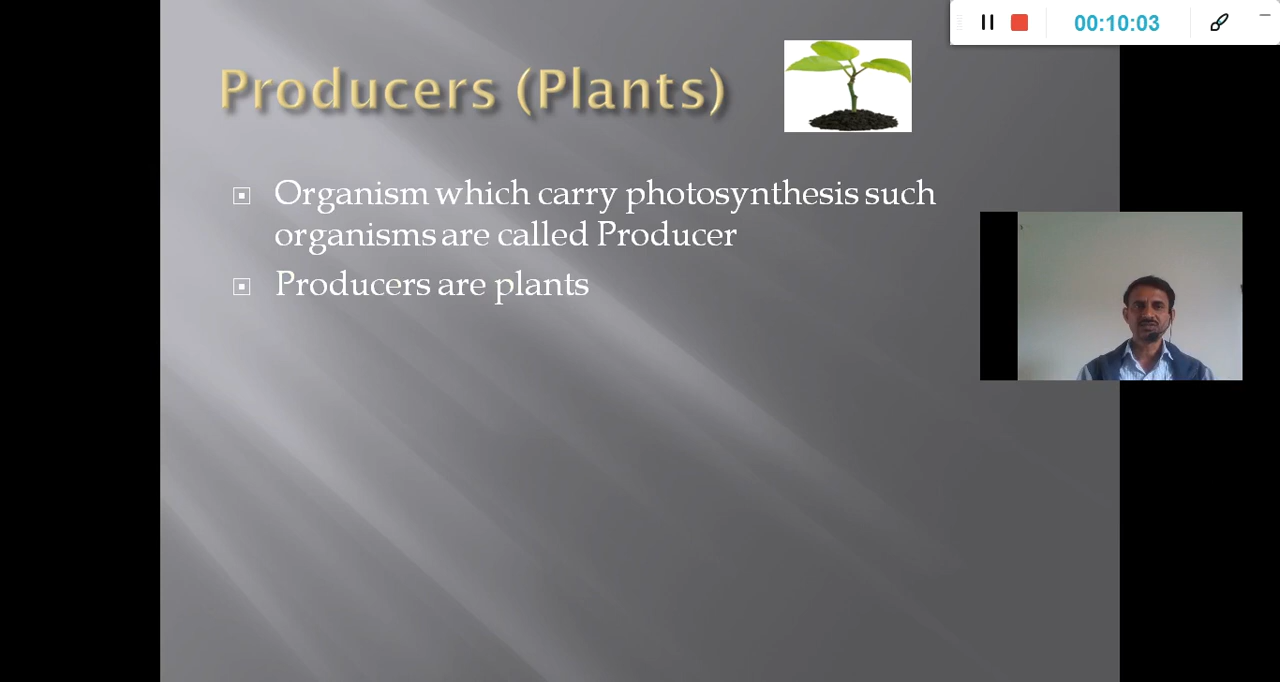 00:10:03
Producers (Plants)
Organism which carry photosynthesis such
organisms are called Producer
Producers are plants